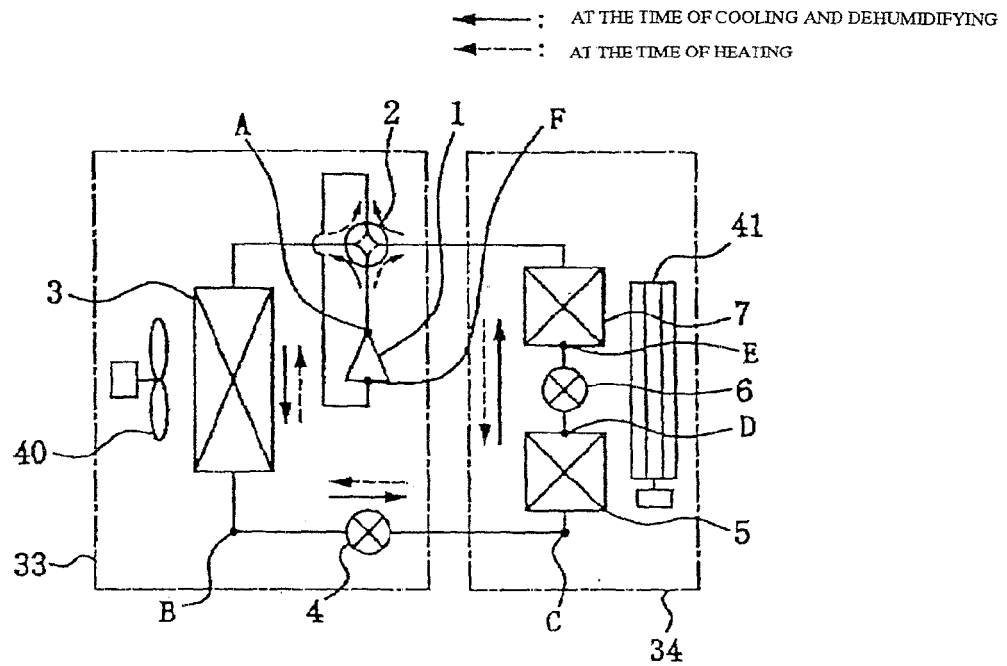 : AT THE TIME OF COOLING AND DEHUMIDIFYING
: AT THE TIME OF HEATING
A 2 1 F
41
3
7
E
6
D
40
5
33
B 4 C
34